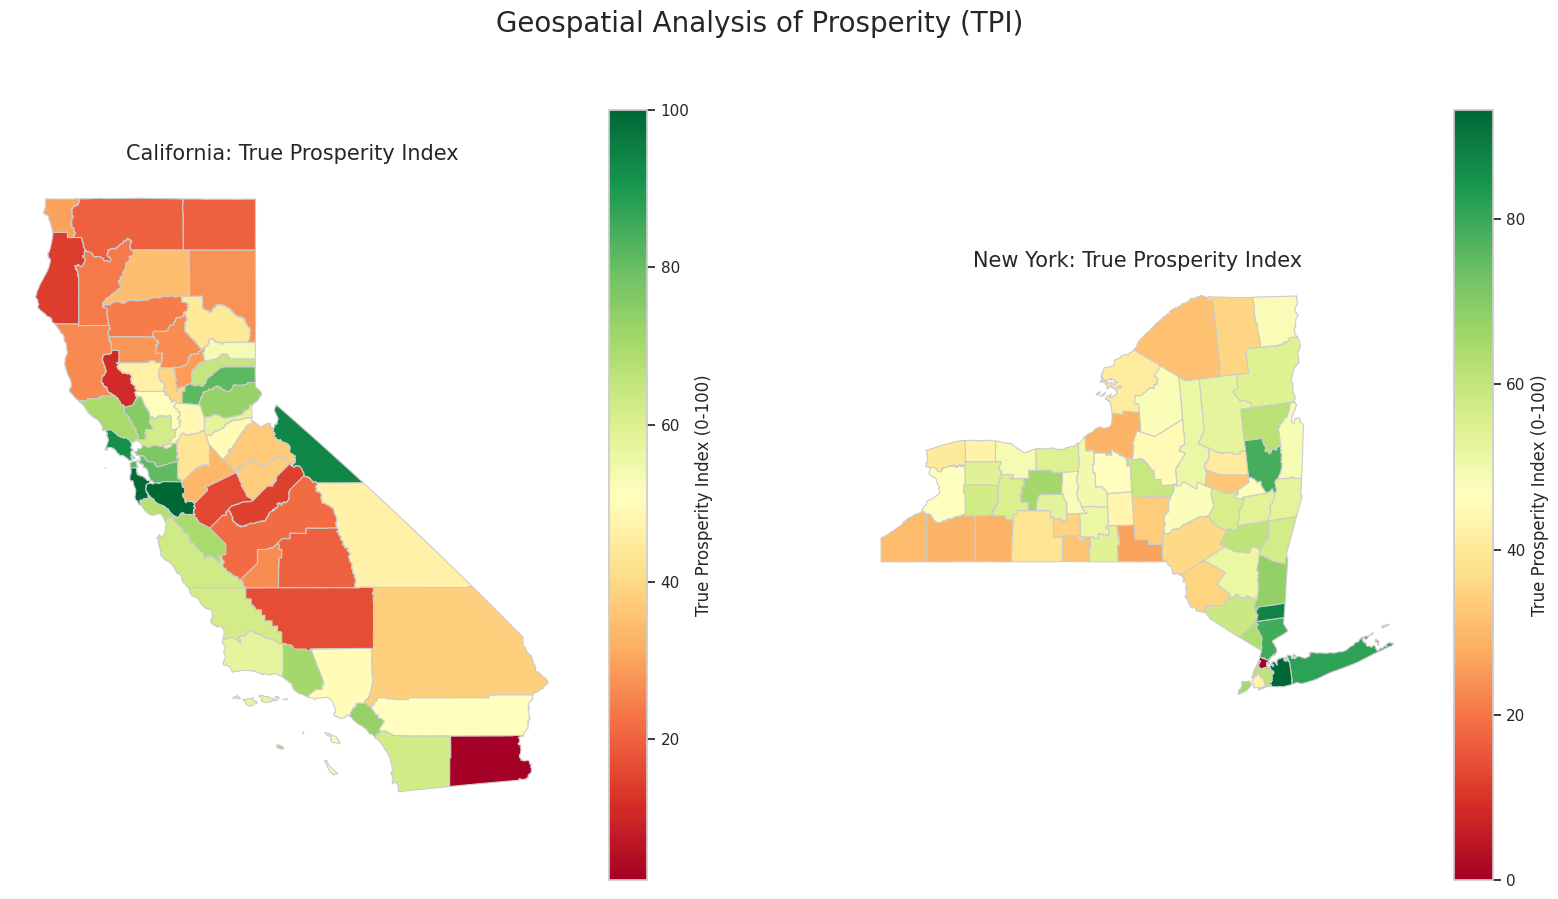 Geospatial Analysis of Prosperity (TPI)
California: True Prosperity Index
100
80
60
40
20
True Prosperity Index (0-100)
New York: True Prosperity Index
80
60
40
20
0
True Prosperity Index (0-100)